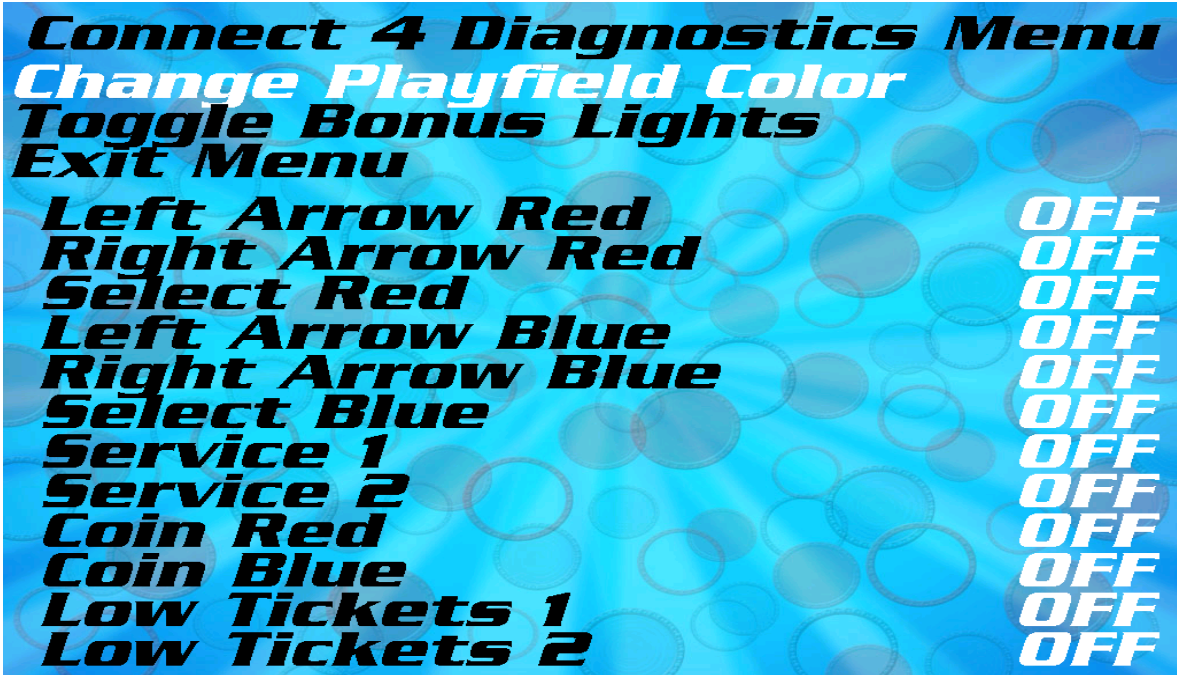 Connect 4 Diagnostics Menu
Change Playfield Color
Toggle Bonus Lights
Exit Menu
Left Arrow Red OFF
Right Arrow Red OFF
Select Red OFF
Left Arrow Blue OFF
Right Arrow Blue OFF
Select Blue OFF
Service 1 OFF
Service 2 OFF
Coin Red OFF
Coin Blue OFF
Low Tickets 1 OFF
Low Tickets 2 OFF